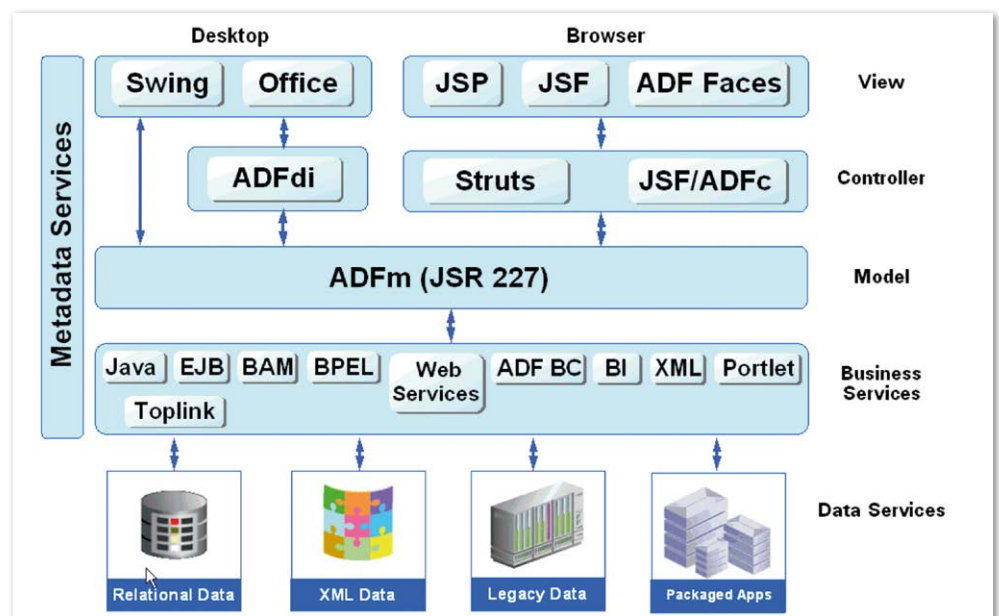 Desktop
Browser
Metadata Services
Swing
Office
JSP
JSF
ADF Faces
View
ADFdi
Struts
JSF/ADFc
Controller
ADFm (JSR 227)
Model
Java
EJB
BAM
BPEL
Web
Services
ADF BC
BI
XML
Portlet
Toplink
Business
Services
Data Services
Relational Data
XML Data
Legacy Data
Packaged Apps